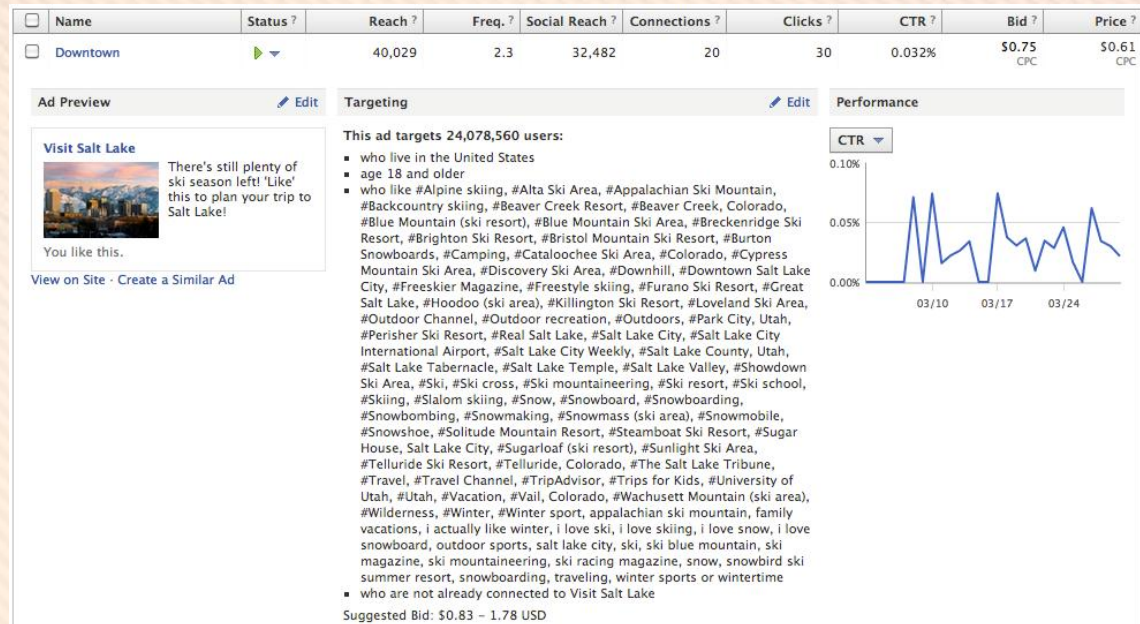 Name Status ? Reach ? Freq. ? Social Reach ? Connections ? Clicks ? CTR ? Bid ? Price ?
Downtown 40,029 2.3 32,482 20 30 0.032% $0.75 $0.61
CPC CPC
Ad Preview Edit
Visit Salt Lake
There's still plenty of
ski season left! 'Like'
this to plan your trip to
Salt Lake!
You like this.
View on Site · Create a Similar Ad
Targeting Edit
This ad targets 24,078,560 users:
who live in the United States
age 18 and older
who like #Alpine skiing, #Alta Ski Area, #Appalachian Ski Mountain,
#Backcountry skiing, #Beaver Creek Resort, #Beaver Creek, Colorado,
#Blue Mountain (ski resort), #Blue Mountain Ski Area, #Breckenridge Ski
Resort, #Brighton Ski Resort, #Bristol Mountain Ski Resort, #Burton
Snowboards, #Camping, #Cataloochee Ski Area, #Colorado, #Cypress
Mountain Ski Area, #Discovery Ski Area, #Downhill, #Downtown Salt Lake
City, #Freeskier Magazine, #Freestyle skiing, #Furano Ski Resort, #Great
Salt Lake, #Hoodoo (ski area), #Killington Ski Resort, #Loveland Ski Area,
#Outdoor Channel, #Outdoor recreation, #Outdoors, #Park City, Utah,
#Perisher Ski Resort, #Real Salt Lake, #Salt Lake City, #Salt Lake City
International Airport, #Salt Lake City Weekly, #Salt Lake County, Utah,
#Salt Lake Tabernacle, #Salt Lake Temple, #Salt Lake Valley, #Showdown
Ski Area, #Ski, #Ski cross, #Ski mountaineering, #Ski resort, #Ski school,
#Skiing, #Slalom skiing, #Snow, #Snowboard, #Snowboarding,
#Snowbombing, #Snowmaking, #Snowmass (ski area), #Snowmobile,
#Snowshoe, #Solitude Mountain Resort, #Steamboat Ski Resort, #Sugar
House, Salt Lake City, #Sugarloaf (ski resort), #Sunlight Ski Area,
#Telluride Ski Resort, #Telluride, Colorado, #The Salt Lake Tribune,
#Travel, #Travel Channel, #TripAdvisor, #Trips for Kids, #University of
Utah, #Utah, #Vacation, #Vail, Colorado, #Wachusett Mountain (ski area),
#Wilderness, #Winter, #Winter sport, appalachian ski mountain, family
vacations, i actually like winter, i love ski, i love skiing, i love snow, i love
snowboard, outdoor sports, salt lake city, ski, ski blue mountain, ski
magazine, ski mountaineering, ski racing magazine, snow, snowbird ski
summer resort, snowboarding, traveling, winter sports or wintertime
who are not already connected to Visit Salt Lake
Suggested Bid: $0.83 – 1.78 USD
Performance
CTR
0.10%
0.05%
0.00%
03/10 03/17 03/24